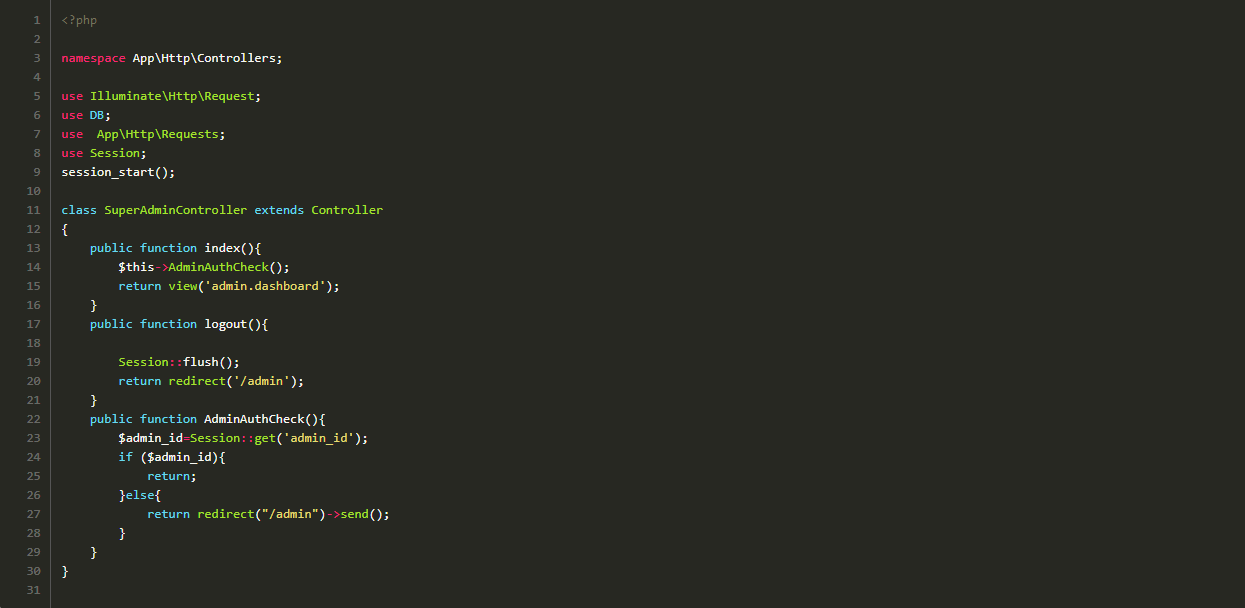 1 <?php
2
3 namespace App\Http\Controllers;
4
5 use Illuminate\Http\Request;
6 use DB;
7 use  App\Http\Requests;
8 use Session;
9 session_start();
10
11 class SuperAdminController extends Controller
12 {
13     public function index(){
14         $this->AdminAuthCheck();
15         return view('admin.dashboard');
16     }
17     public function logout(){
18
19         Session::flush();
20         return redirect('/admin');
21     }
22     public function AdminAuthCheck(){
23         $admin_id=Session::get('admin_id');
24         if ($admin_id){
25             return;
26         }else{
27             return redirect("/admin")->send();
28         }
29     }
30 }
31